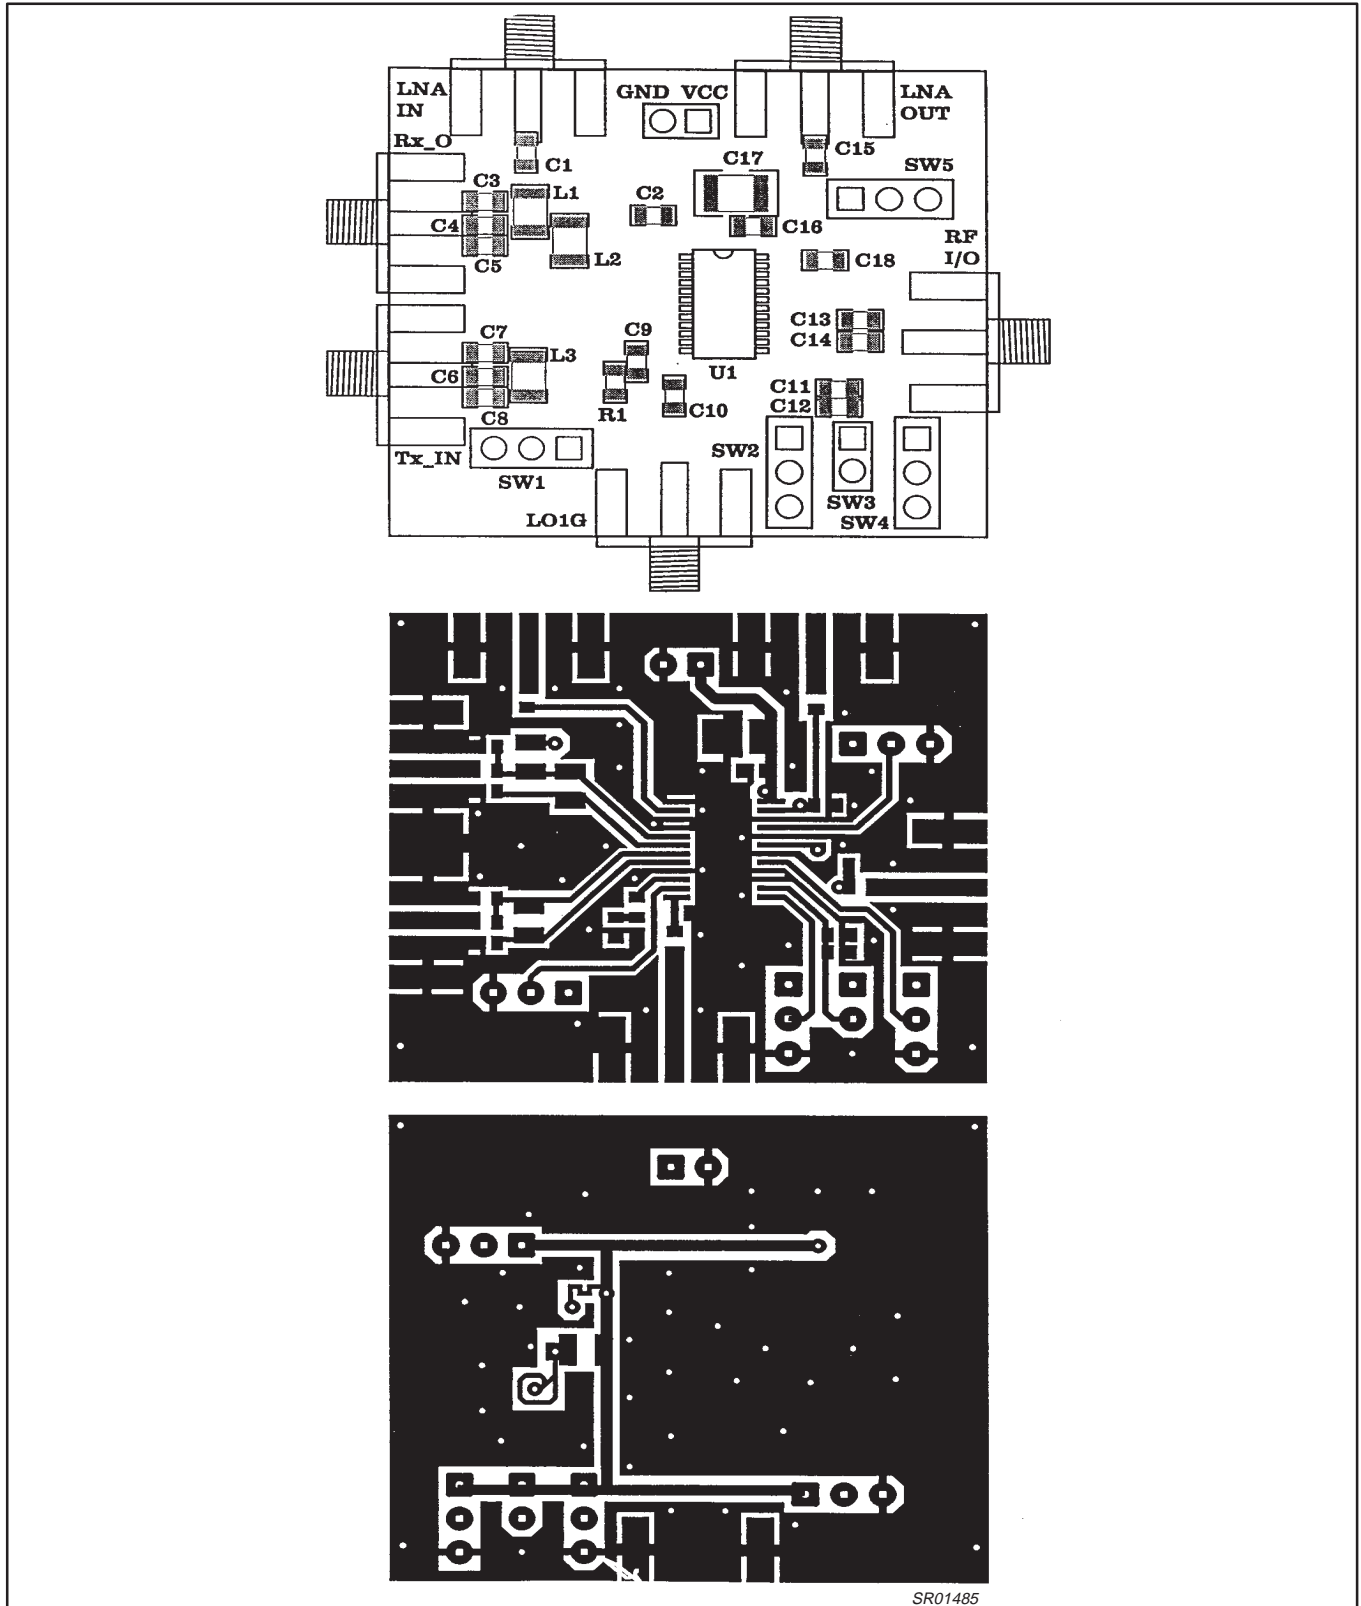 LNA
IN
GND VCC
LNA
OUT
Rx_O
C1
C15
C17
SW5
C3
L1
C2
C4
C16
RF
I/O
C5
L2
C18
C13
C14
C7
C9
L3
C6
U1
C11
C12
C8
R1
C10
Tx_IN
SW1
SW2
SW3
LO1G
SW4
SR01485